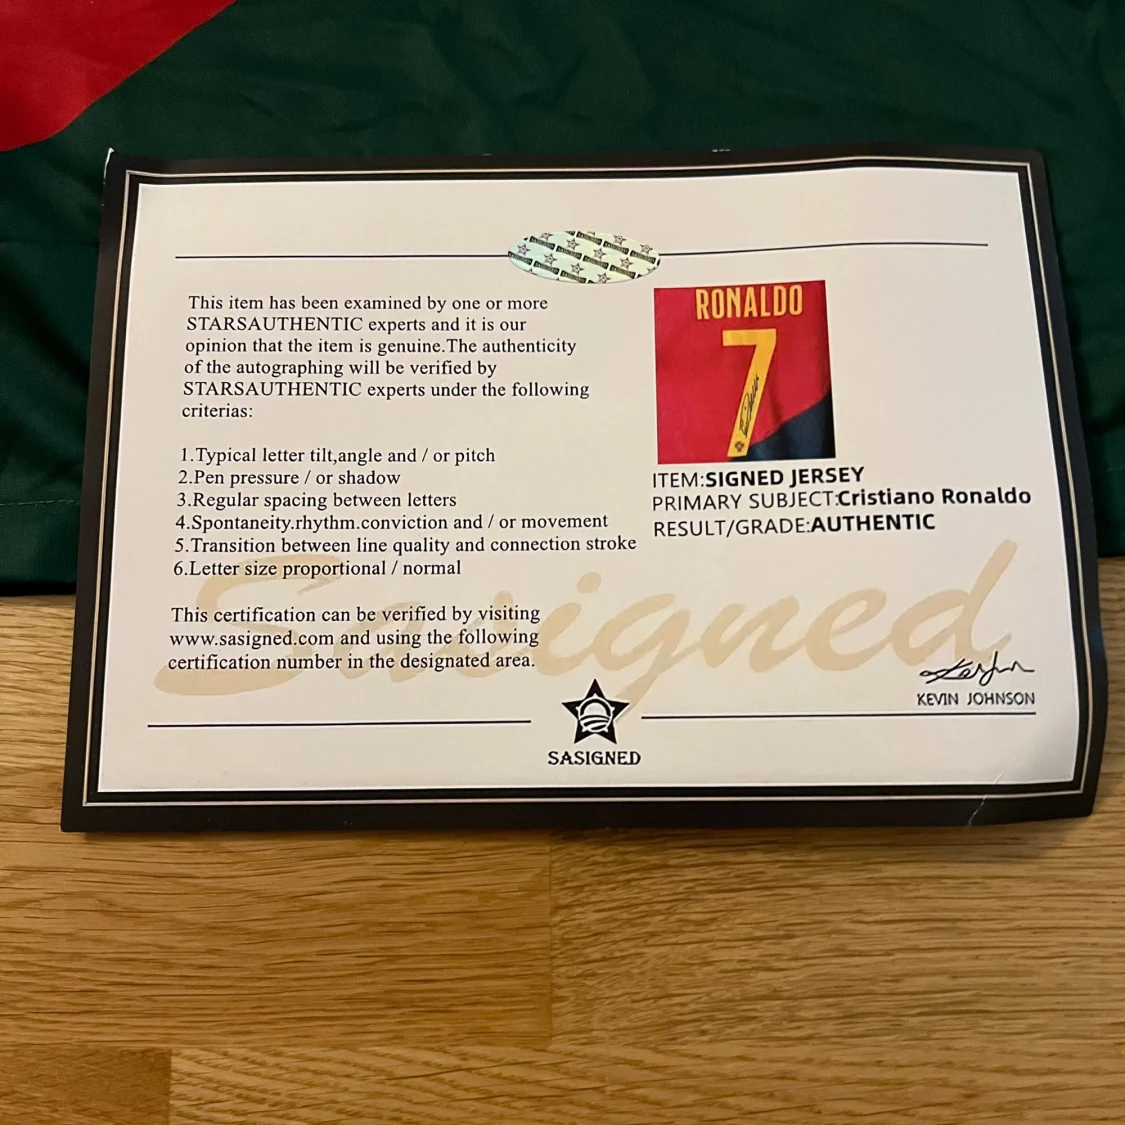 This item has been examined by one or more
STARSAUTHENTIC experts and it is our
opinion that the item is genuine.The authenticity
of the autographing will be verified by
STARSAUTHENTIC experts under the following
criterias:
1.Typical letter tilt,angle and / or pitch
2.Pen pressure / or shadow
3.Regular spacing between letters
4.Spontaneity.rhythm.conviction and / or movement
5.Transition between line quality and connection stroke
6.Letter size proportional / normal
This certification can be verified by visiting
www.sasigned.com and using the following
certification number in the designated area.
RONALDO
7
ITEM:SIGNED JERSEY
PRIMARY SUBJECT:Cristiano Ronaldo
RESULT/GRADE:AUTHENTIC
Sasigned
KEVIN JOHNSON
SASIGNED